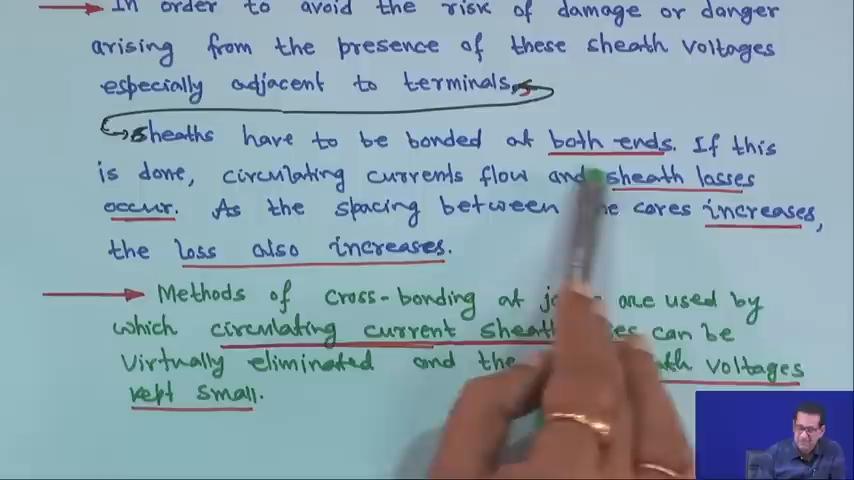 In order to avoid the risk of damage or danger
arising from the presence of these sheath voltages
especially adjacent to terminals,
sheaths have to be bonded at both ends. If this
is done, circulating currents flow and sheath losses
occur. As the spacing between cores increases,
the loss also increases.
Methods of cross-bonding at are used by
which circulating current sheath can be
virtually eliminated and the voltages
kept small.